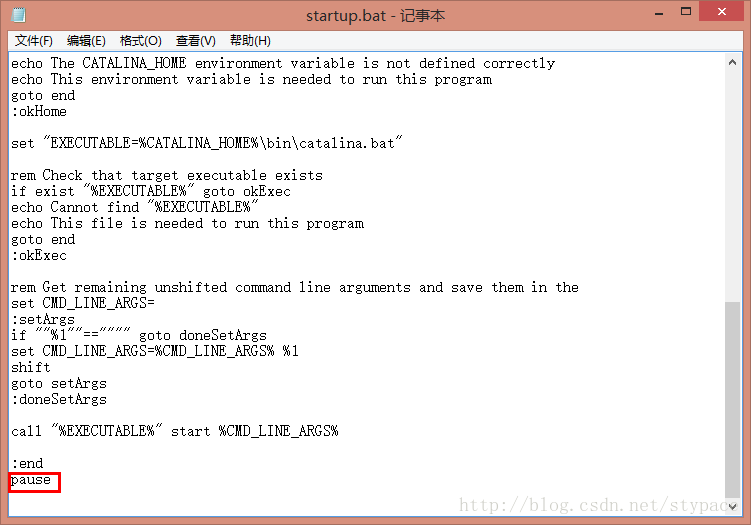 startup.bat - 记事本
文件(F) 编辑(E) 格式(O) 查看(V) 帮助(H)
echo The CATALINA_HOME environment variable is not defined correctly
echo This environment variable is needed to run this program
goto end
:okHome
set "EXECUTABLE=%CATALINA_HOME%\bin\catalina.bat"
rem Check that target executable exists
if exist "%EXECUTABLE%" goto okExec
echo Cannot find "%EXECUTABLE%"
echo This file is needed to run this program
goto end
:okExec
rem Get remaining unshifted command line arguments and save them in the
set CMD_LINE_ARGS=
:setArgs
if ""%1""=="""" goto doneSetArgs
set CMD_LINE_ARGS=%CMD_LINE_ARGS% %1
shift
goto setArgs
:doneSetArgs
call "%EXECUTABLE%" start %CMD_LINE_ARGS%
:end
pause